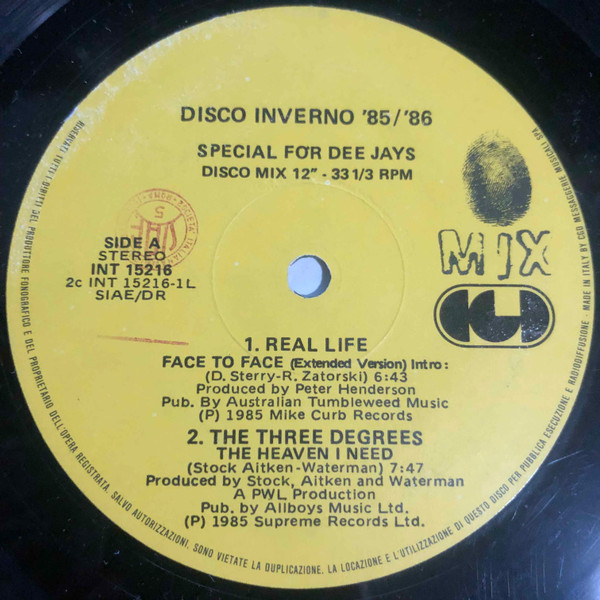 DISCO INVERNO '85/'86
SPECIAL FOR DEE JAYS
DISCO MIX 12" - 33 1/3 RPM
MIX
CGD
SIDE A
STEREO
INT 15216
2c INT 15216-1L
SIAE/DR
1. REAL LIFE
FACE TO FACE (Extended Version) Intro:
(D. Sterry-R. Zatorski) 6:43
Produced by Peter Henderson
Pub. By Australian Tumbleweed Music
(P) 1985 Mike Curb Records
2. THE THREE DEGREES
THE HEAVEN I NEED
(Stock Aitken-Waterman) 7:47
Produced by Stock, Aitken and Waterman
A PWL Production
Pub. by Allboys Music Ltd.
(P) 1985 Supreme Records Ltd.
RISERVATI TUTTI I DIRITTI DEL PRODUTTORE FONOGRAFICO E DEL PROPRIETARIO DELL'OPERA REGISTRATA. SALVO AUTORIZZAZIONI, SONO VIETATE LA DUPLICAZIONE, LA LOCAZIONE E L'UTILIZZAZIONE DI QUESTO DISCO PER PUBBLICA ESECUZIONE E RADIODIFFUSIONE. MADE IN ITALY BY CGD MESSAGGERIE MUSICALI SPA